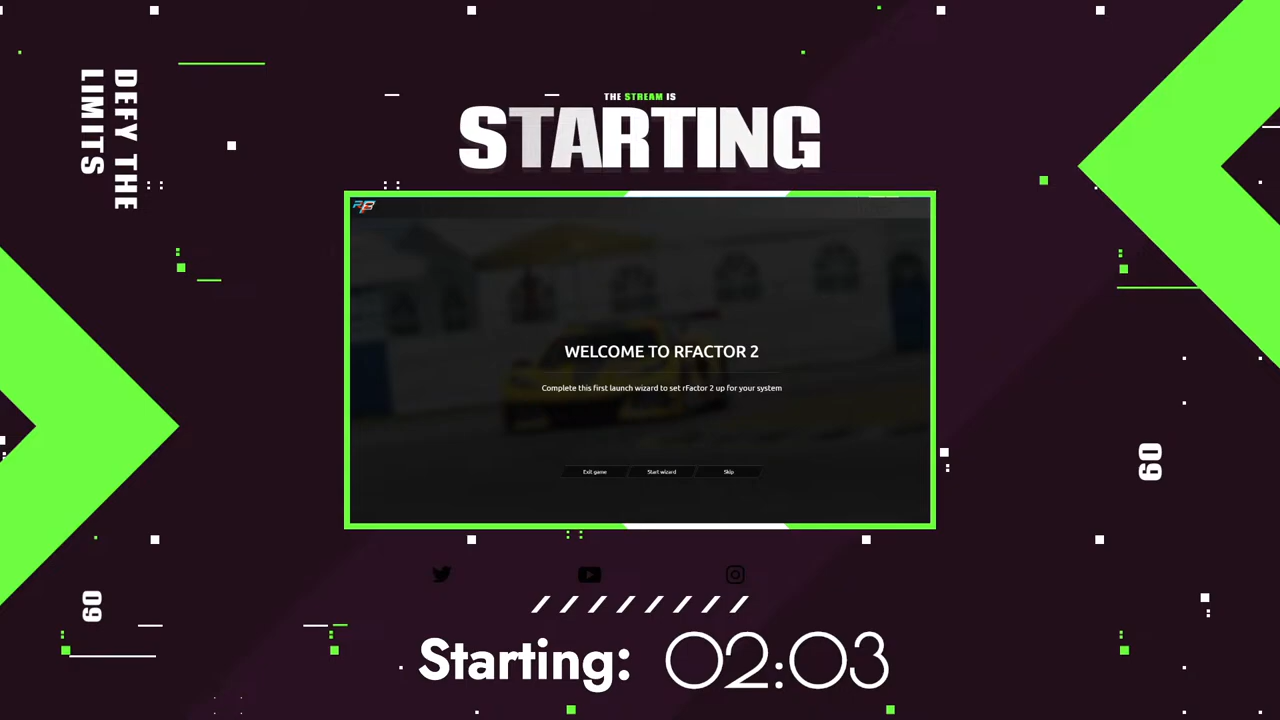 DEFY THE
LIMITS
THE STREAM IS
STARTING
rF2
WELCOME TO RFACTOR 2
Complete this first launch wizard to set rFactor 2 up for your system
Exit game
Start wizard
Skip
09
09
Starting: 02:03